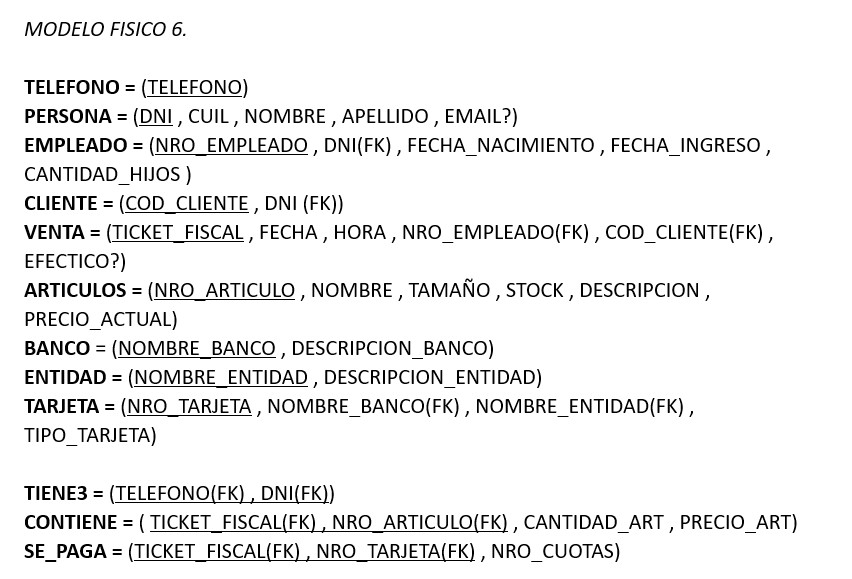 MODELO FISICO 6.
TELEFONO = (TELEFONO)
PERSONA = (DNI , CUIL , NOMBRE , APELLIDO , EMAIL?)
EMPLEADO = (NRO_EMPLEADO , DNI(FK) , FECHA_NACIMIENTO , FECHA_INGRESO ,
CANTIDAD_HIJOS )
CLIENTE = (COD_CLIENTE , DNI (FK))
VENTA = (TICKET_FISCAL , FECHA , HORA , NRO_EMPLEADO(FK) , COD_CLIENTE(FK) ,
EFECTICO?)
ARTICULOS = (NRO_ARTICULO , NOMBRE , TAMAÑO , STOCK , DESCRIPCION ,
PRECIO_ACTUAL)
BANCO = (NOMBRE_BANCO , DESCRIPCION_BANCO)
ENTIDAD = (NOMBRE_ENTIDAD , DESCRIPCION_ENTIDAD)
TARJETA = (NRO_TARJETA , NOMBRE_BANCO(FK) , NOMBRE_ENTIDAD(FK) ,
TIPO_TARJETA)
TIENE3 = (TELEFONO(FK) , DNI(FK))
CONTIENE = ( TICKET_FISCAL(FK) , NRO_ARTICULO(FK) , CANTIDAD_ART , PRECIO_ART)
SE_PAGA = (TICKET_FISCAL(FK) , NRO_TARJETA(FK) , NRO_CUOTAS)